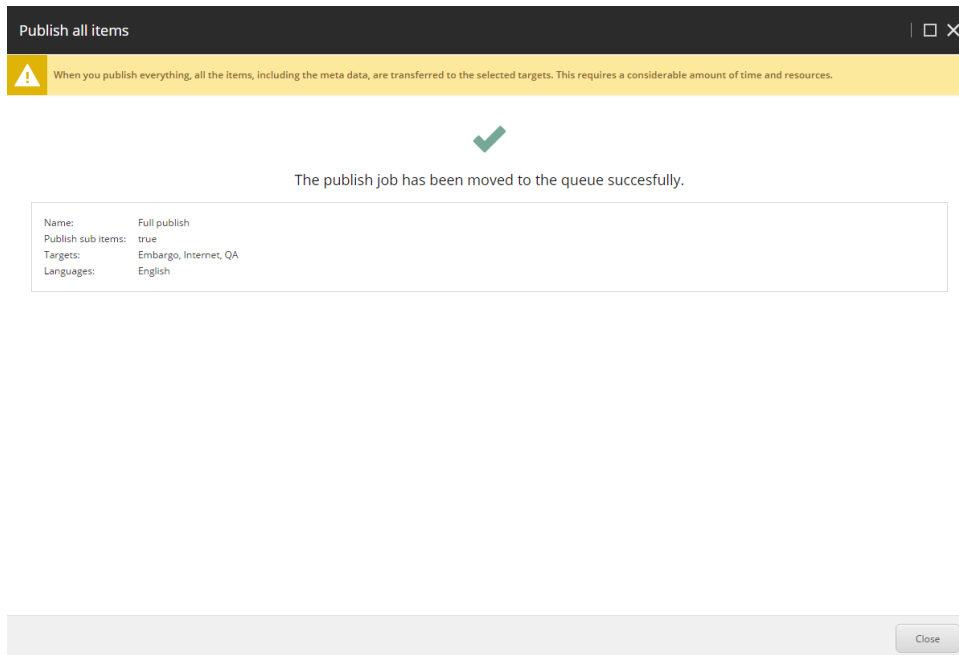 Publish all items
When you publish everything, all the items, including the meta data, are transferred to the selected targets. This requires a considerable amount of time and resources.
The publish job has been moved to the queue succesfully.
Name: Full publish
Publish sub items: true
Targets: Embargo, Internet, QA
Languages: English
Close